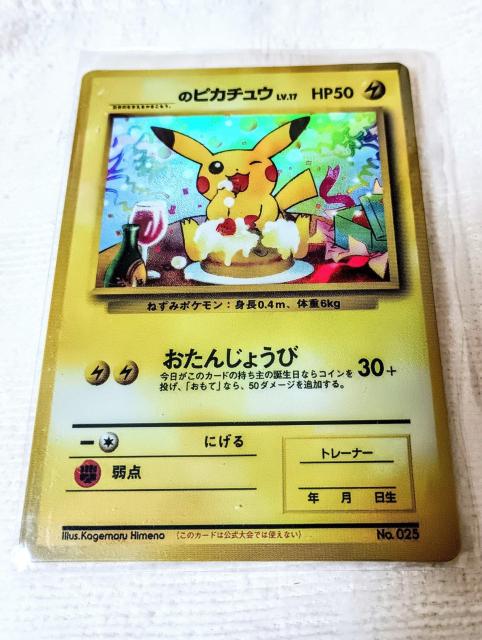 のピカチュウ LV.17 HP50
ねずみポケモン：身長0.4m、体重6kg
おたんじょうび 30+
今日がこのカードの持ち主の誕生日ならコインを
投げ、「おもて」なら、50ダメージを追加する。
にげる
弱点
トレーナー
年 月 日生
Illus.Kagemaru Himeno (このカードは公式大会では使えない) No. 025